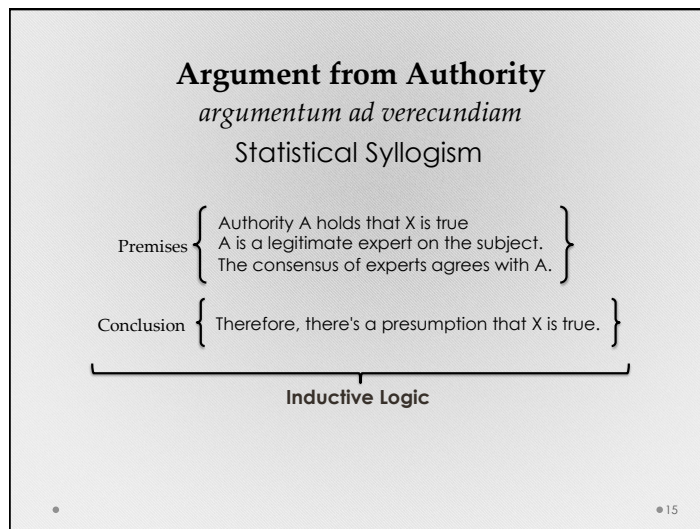 Argument from Authority
argumentum ad verecundiam
Statistical Syllogism
Premises
Authority A holds that X is true
A is a legitimate expert on the subject.
The consensus of experts agrees with A.
Conclusion
Therefore, there's a presumption that X is true.
Inductive Logic
15